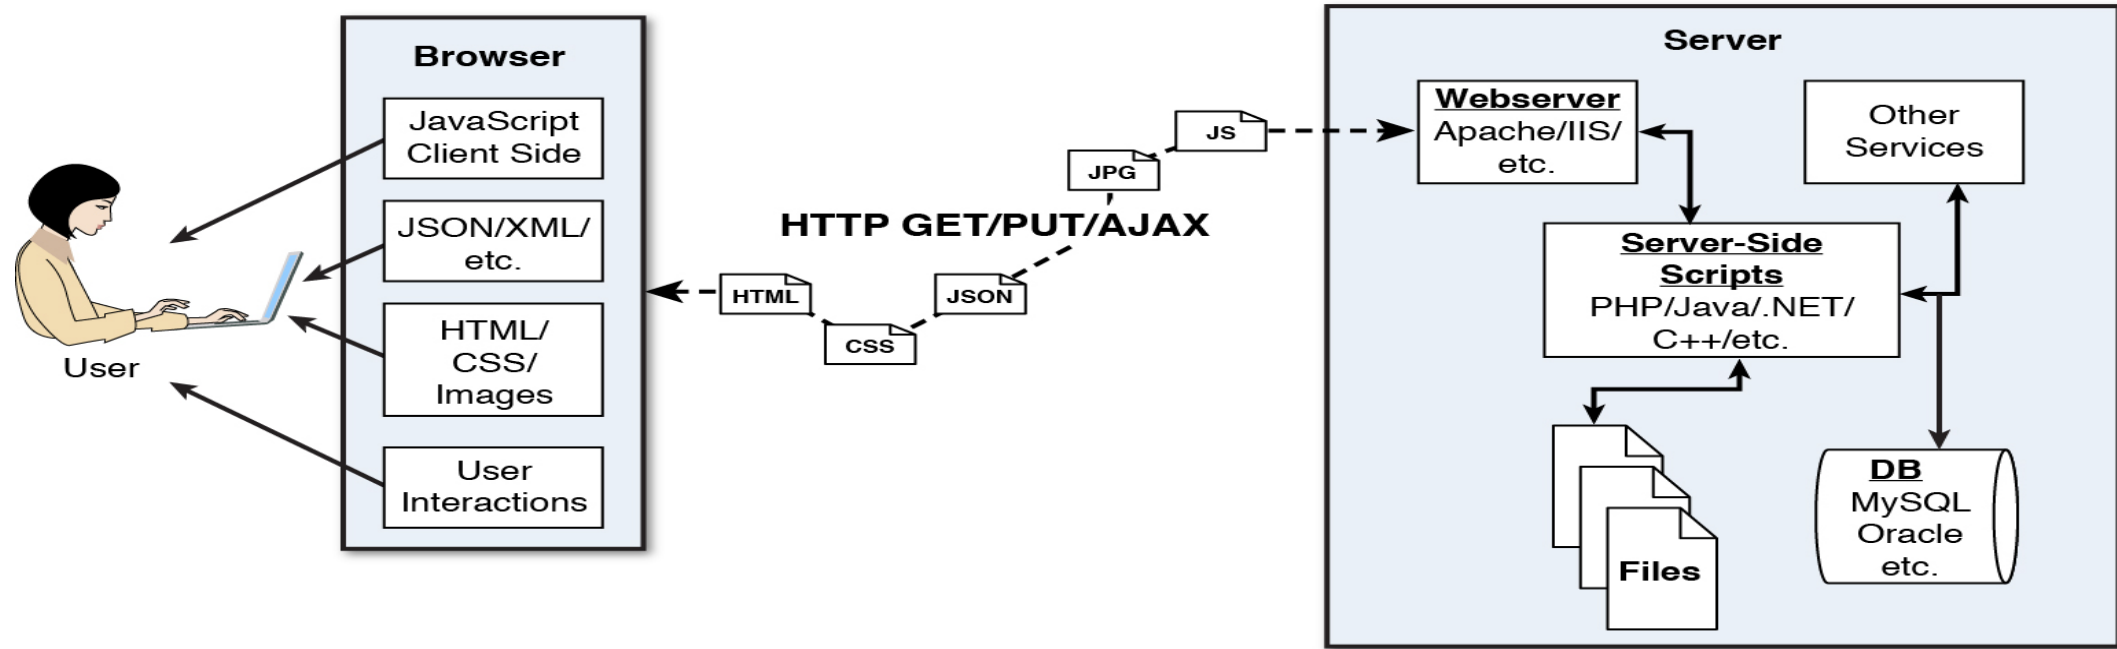 Browser
JavaScript
Client Side
JSON/XML/
etc.
HTML/
CSS/
Images
User
Interactions
User
HTTP GET/PUT/AJAX
HTML
CSS
JSON
JPG
JS
Server
Webserver
Apache/IIS/
etc.
Other
Services
Server-Side
Scripts
PHP/Java/.NET/
C++/etc.
Files
DB
MySQL
Oracle
etc.